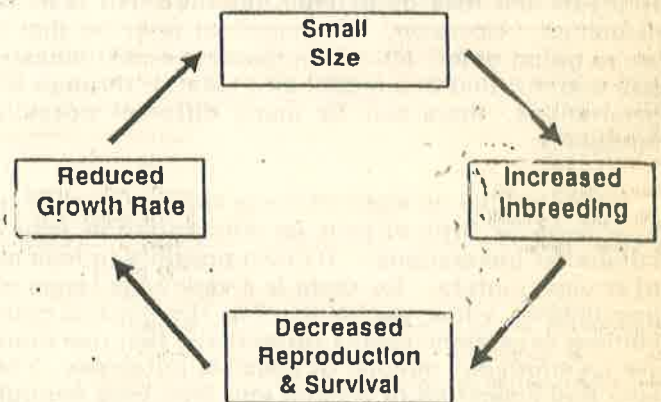 Small
Size
Increased
Inbreeding
Decreased
Reproduction
& Survival
Reduced
Growth Rate